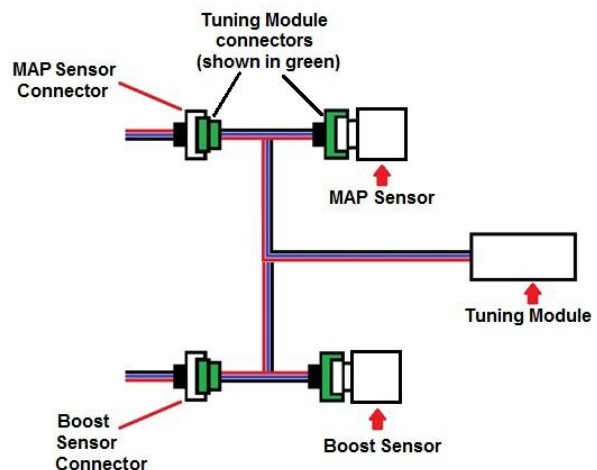 Tuning Module
connectors
(shown in green)
MAP Sensor
Connector
MAP Sensor
Tuning Module
Boost
Sensor
Connector
Boost Sensor